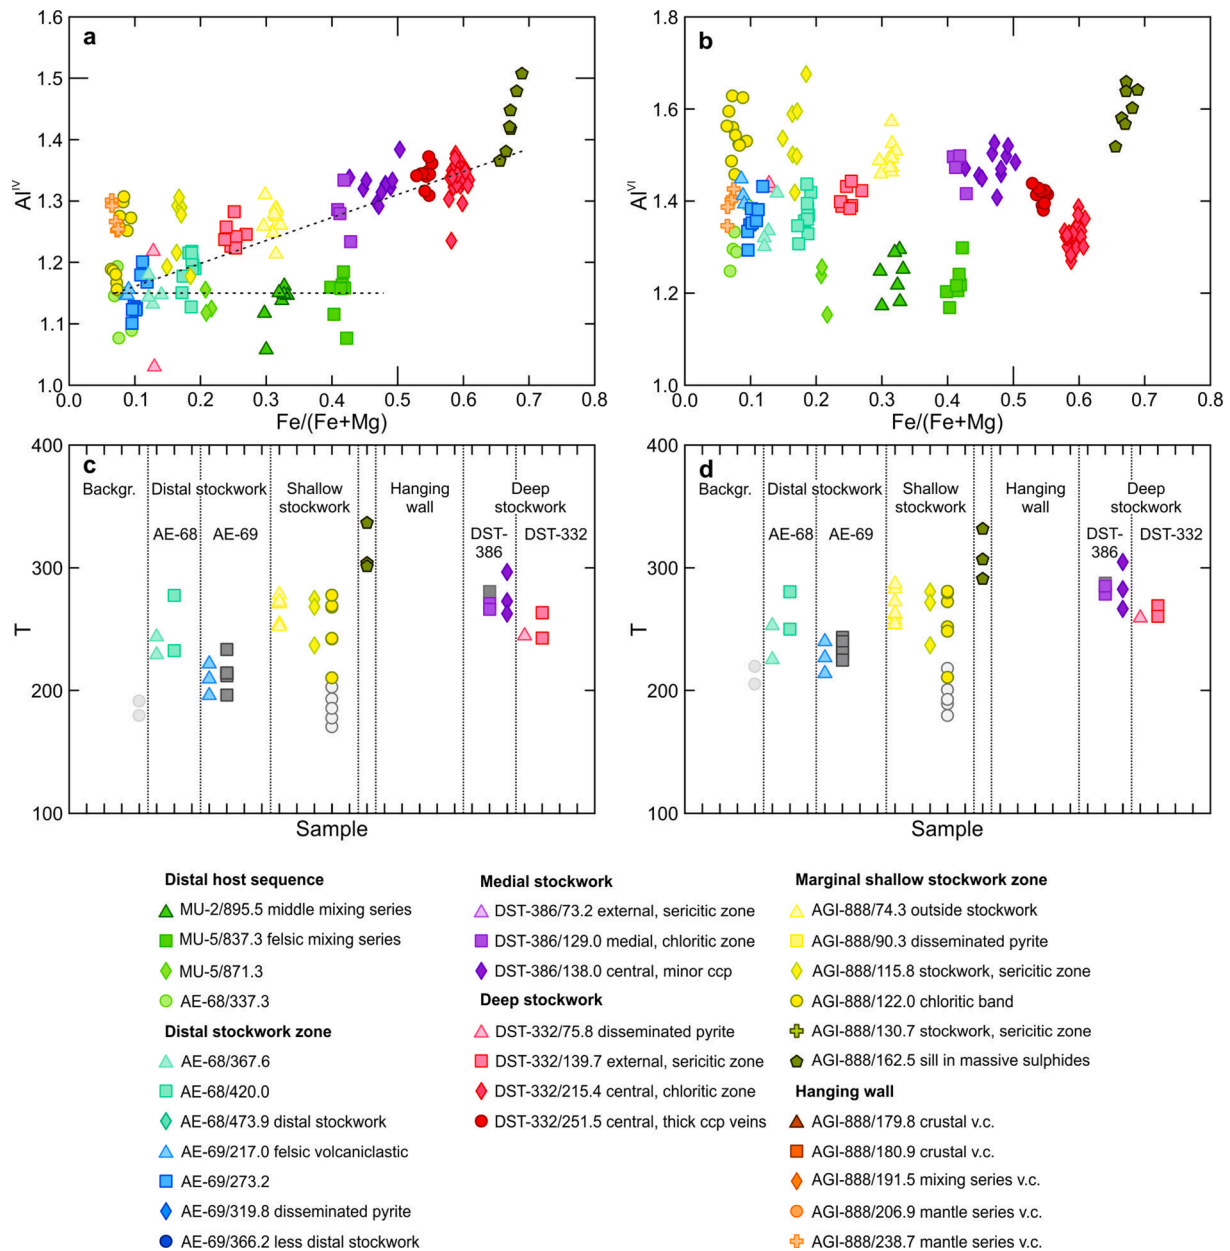 a
1.6
1.5
1.4
1.3
1.2
1.1
1.0
Al^IV
0.0 0.1 0.2 0.3 0.4 0.5 0.6 0.7 0.8
Fe/(Fe+Mg)
b
1.8
1.6
1.4
1.2
1.0
Al^VI
0.0 0.1 0.2 0.3 0.4 0.5 0.6 0.7 0.8
Fe/(Fe+Mg)
c
400
300
200
100
T
Backgr. Distal stockwork Shallow stockwork Hanging wall Deep stockwork
AE-68 AE-69 DST-386 DST-332
Sample
d
400
300
200
100
T
Backgr. Distal stockwork Shallow stockwork Hanging wall Deep stockwork
AE-68 AE-69 DST-386 DST-332
Sample
Distal host sequence
MU-2/895.5 middle mixing series
MU-5/837.3 felsic mixing series
MU-5/871.3
AE-68/337.3
Distal stockwork zone
AE-68/367.6
AE-68/420.0
AE-68/473.9 distal stockwork
AE-69/217.0 felsic volcaniclastic
AE-69/273.2
AE-69/319.8 disseminated pyrite
AE-69/366.2 less distal stockwork
Medial stockwork
DST-386/73.2 external, sericitic zone
DST-386/129.0 medial, chloritic zone
DST-386/138.0 central, minor ccp
Deep stockwork
DST-332/75.8 disseminated pyrite
DST-332/139.7 external, sericitic zone
DST-332/215.4 central, chloritic zone
DST-332/251.5 central, thick ccp veins
Marginal shallow stockwork zone
AGI-888/74.3 outside stockwork
AGI-888/90.3 disseminated pyrite
AGI-888/115.8 stockwork, sericitic zone
AGI-888/122.0 chloritic band
AGI-888/130.7 stockwork, sericitic zone
AGI-888/162.5 sill in massive sulphides
Hanging wall
AGI-888/179.8 crustal v.c.
AGI-888/180.9 crustal v.c.
AGI-888/191.5 mixing series v.c.
AGI-888/206.9 mantle series v.c.
AGI-888/238.7 mantle series v.c.